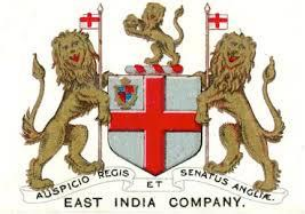 AUSPICIO REGIS ET SENATUS ANGLIÆ.
EAST INDIA COMPANY.